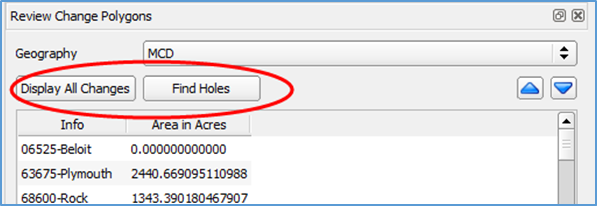 Review Change Polygons
Geography MCD
Display All Changes Find Holes
Info Area in Acres
06525-Beloit 0.000000000000
63675-Plymouth 2440.669095110988
68600-Rock 1343.390180467907